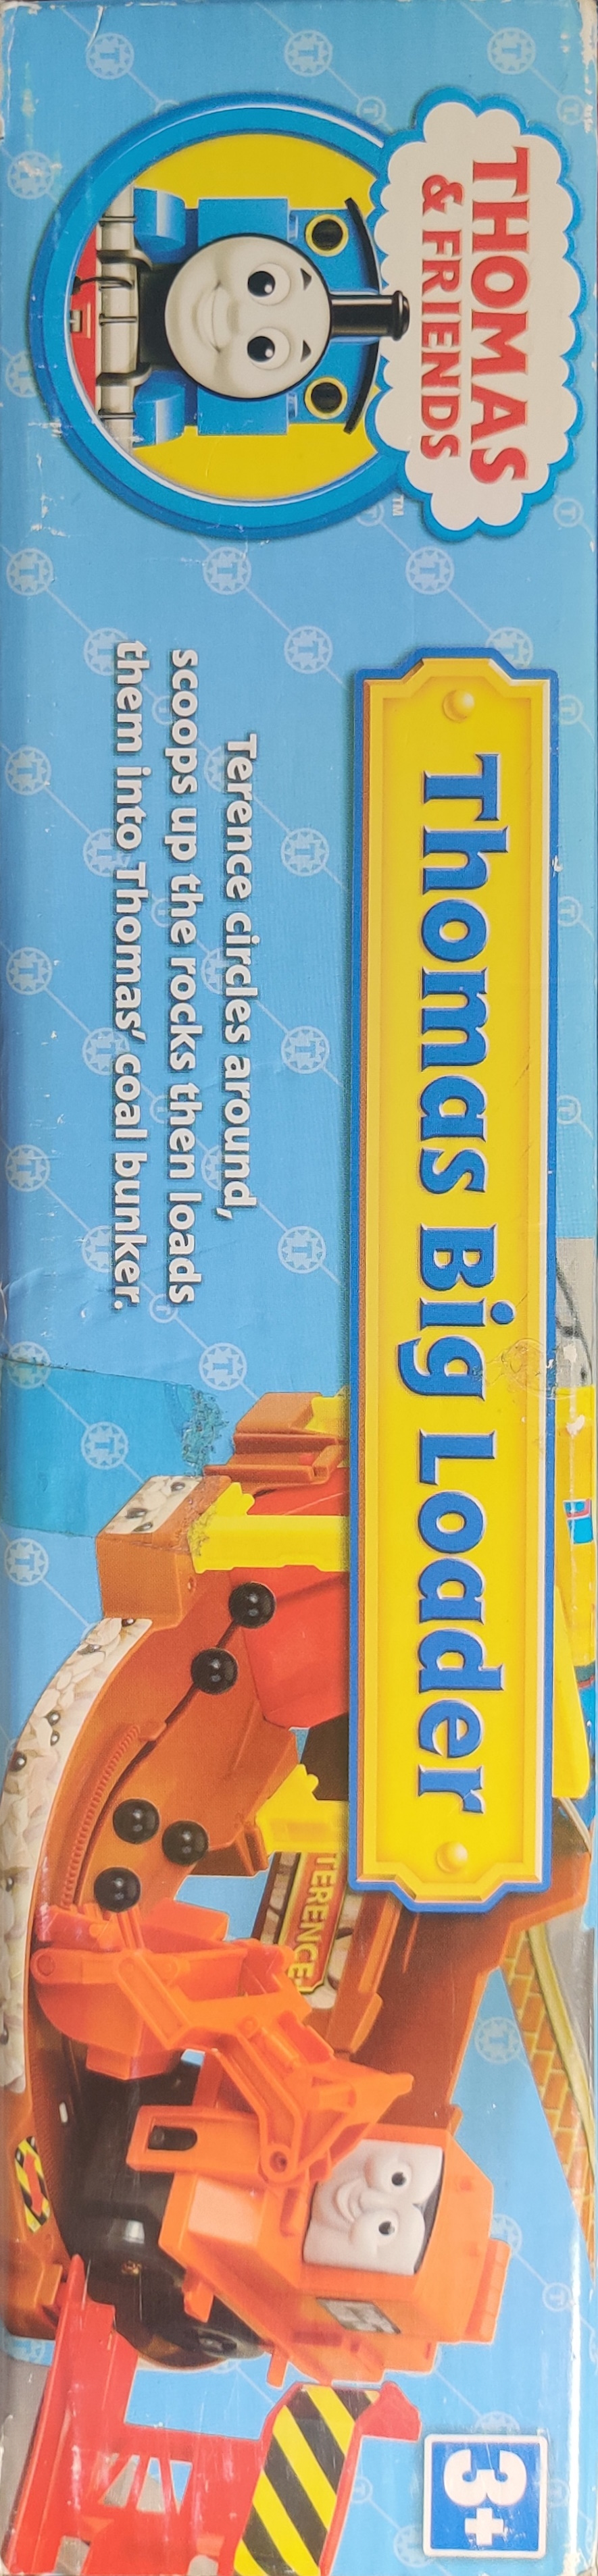 THOMAS
& FRIENDS
TM
Thomas Big Loader
Terence circles around,
scoops up the rocks then loads
them into Thomas' coal bunker.
TERENCE
3+